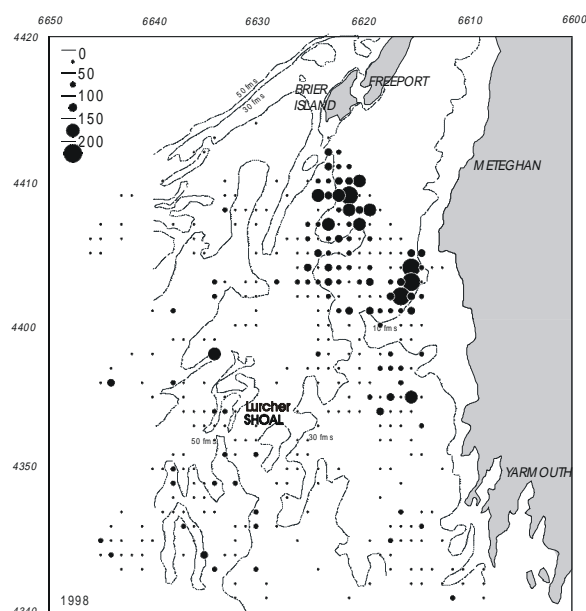 6650 6640 6630 6620 6610 6600
4420
0
50
100
150
200
50 fms
30 fms
BRIER
ISLAND
FREEPORT
METEGHAN
4410
4400
10 fms
Lurcher
SHOAL
50 fms
30 fms
4350
YARMOUTH
1998
4340